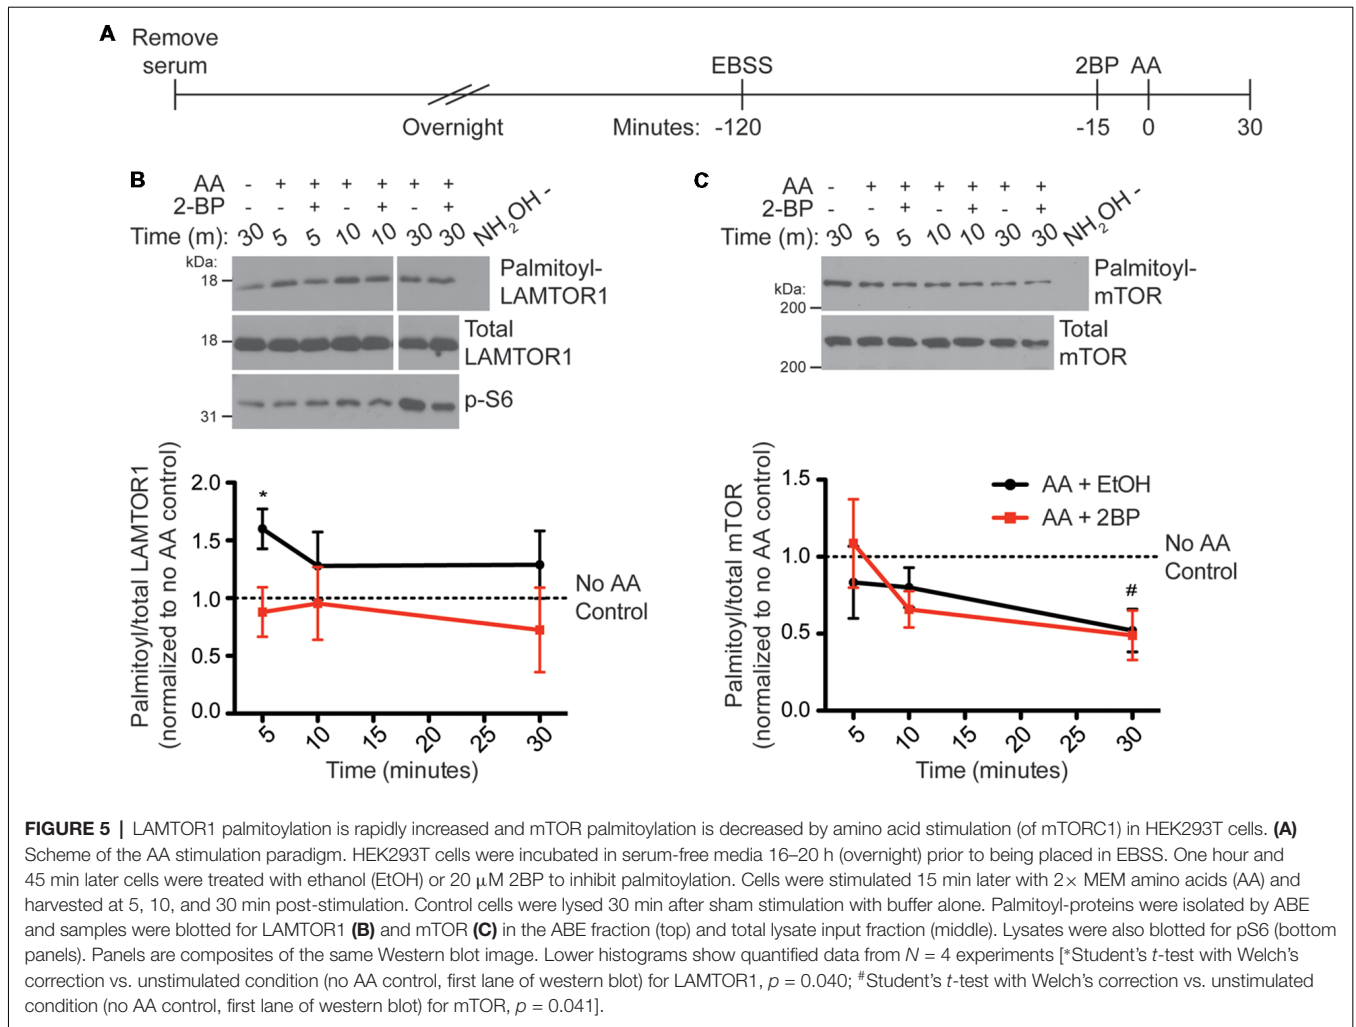 A
Remove
serum
EBSS
2BP AA
Overnight
Minutes: -120
-15 0 30
B
AA - + + + + + +
2-BP - - + - + - +
Time (m): 30 5 5 10 10 30 30 NH2OH -
kDa:
18
Palmitoyl-
LAMTOR1
18
Total
LAMTOR1
31
p-S6
Palmitoyl/total LAMTOR1
(normalized to no AA control)
2.0
1.5
1.0
0.5
0.0
*
No AA
Control
5 10 15 20 25 30
Time (minutes)
C
AA - + + + + + +
2-BP - - + - + - +
Time (m): 30 5 5 10 10 30 30 NH2OH -
kDa:
200
Palmitoyl-
mTOR
200
Total
mTOR
Palmitoyl/total mTOR
(normalized to no AA control)
1.5
1.0
0.5
0.0
AA + EtOH
AA + 2BP
No AA
Control
#
5 10 15 20 25 30
Time (minutes)
FIGURE 5 | LAMTOR1 palmitoylation is rapidly increased and mTOR palmitoylation is decreased by amino acid stimulation (of mTORC1) in HEK293T cells. (A)
Scheme of the AA stimulation paradigm. HEK293T cells were incubated in serum-free media 16–20 h (overnight) prior to being placed in EBSS. One hour and
45 min later cells were treated with ethanol (EtOH) or 20 μM 2BP to inhibit palmitoylation. Cells were stimulated 15 min later with 2× MEM amino acids (AA) and
harvested at 5, 10, and 30 min post-stimulation. Control cells were lysed 30 min after sham stimulation with buffer alone. Palmitoyl-proteins were isolated by ABE
and samples were blotted for LAMTOR1 (B) and mTOR (C) in the ABE fraction (top) and total lysate input fraction (middle). Lysates were also blotted for pS6 (bottom
panels). Panels are composites of the same Western blot image. Lower histograms show quantified data from N = 4 experiments [*Student's t-test with Welch's
correction vs. unstimulated condition (no AA control, first lane of western blot) for LAMTOR1, p = 0.040; #Student's t-test with Welch's correction vs. unstimulated
condition (no AA control, first lane of western blot) for mTOR, p = 0.041].